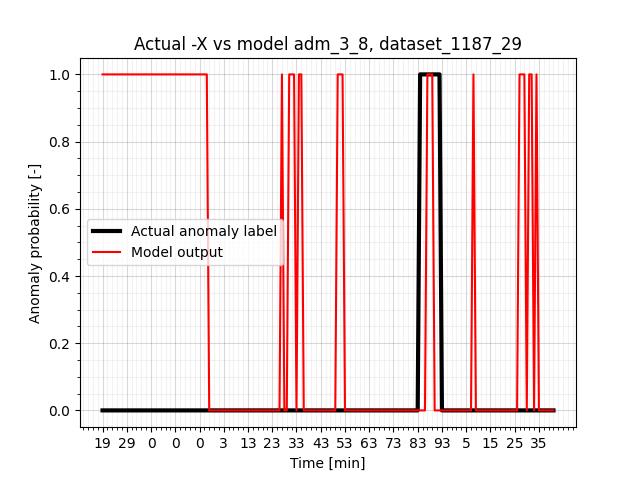 Actual -X vs model adm_3_8, dataset_1187_29
Anomaly probability [-]
1.0
0.8
0.6
0.4
0.2
0.0
Actual anomaly label
Model output
19 29 0 0 0 3 13 23 33 43 53 63 73 83 93 5 15 25 35
Time [min]